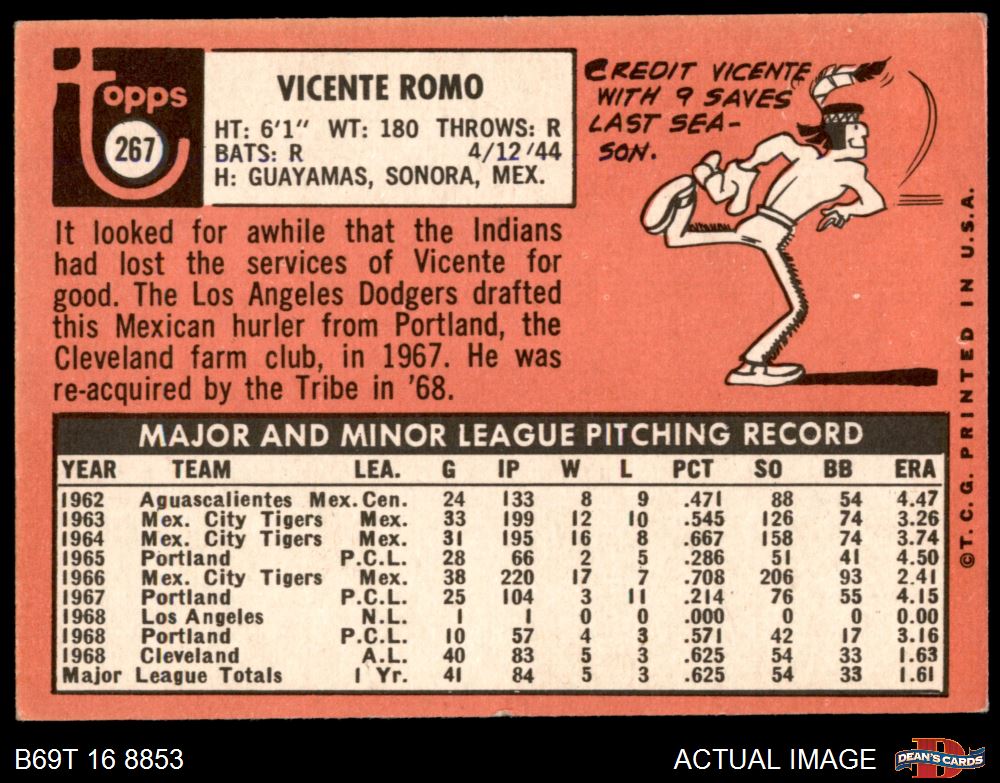 Topps
267
VICENTE ROMO
HT: 6'1" WT: 180 THROWS: R
BATS: R 4/12/44
H: GUAYAMAS, SONORA, MEX.
CREDIT VICENTE
WITH 9 SAVES
LAST SEA-
SON.
It looked for awhile that the Indians
had lost the services of Vicente for
good. The Los Angeles Dodgers drafted
this Mexican hurler from Portland, the
Cleveland farm club, in 1967. He was
re-acquired by the Tribe in '68.
©T.C.G. PRINTED IN U.S.A.
MAJOR AND MINOR LEAGUE PITCHING RECORD
YEAR TEAM LEA. G IP W L PCT SO BB ERA
1962 Aguascalientes Mex.Cen. 24 133 8 9 .471 88 54 4.47
1963 Mex. City Tigers Mex. 33 199 12 10 .545 126 74 3.26
1964 Mex. City Tigers Mex. 31 195 16 8 .667 158 74 3.74
1965 Portland P.C.L. 28 66 2 5 .286 51 41 4.50
1966 Mex. City Tigers Mex. 38 220 17 7 .708 206 93 2.41
1967 Portland P.C.L. 25 104 3 11 .214 76 55 4.15
1968 Los Angeles N.L. 1 1 0 0 .000 0 0 0.00
1968 Portland P.C.L. 10 57 4 3 .571 42 17 3.16
1968 Cleveland A.L. 40 83 5 3 .625 54 33 1.63
Major League Totals 1 Yr. 41 84 5 3 .625 54 33 1.61
B69T 16 8853
ACTUAL IMAGE
DEAN'S CARDS